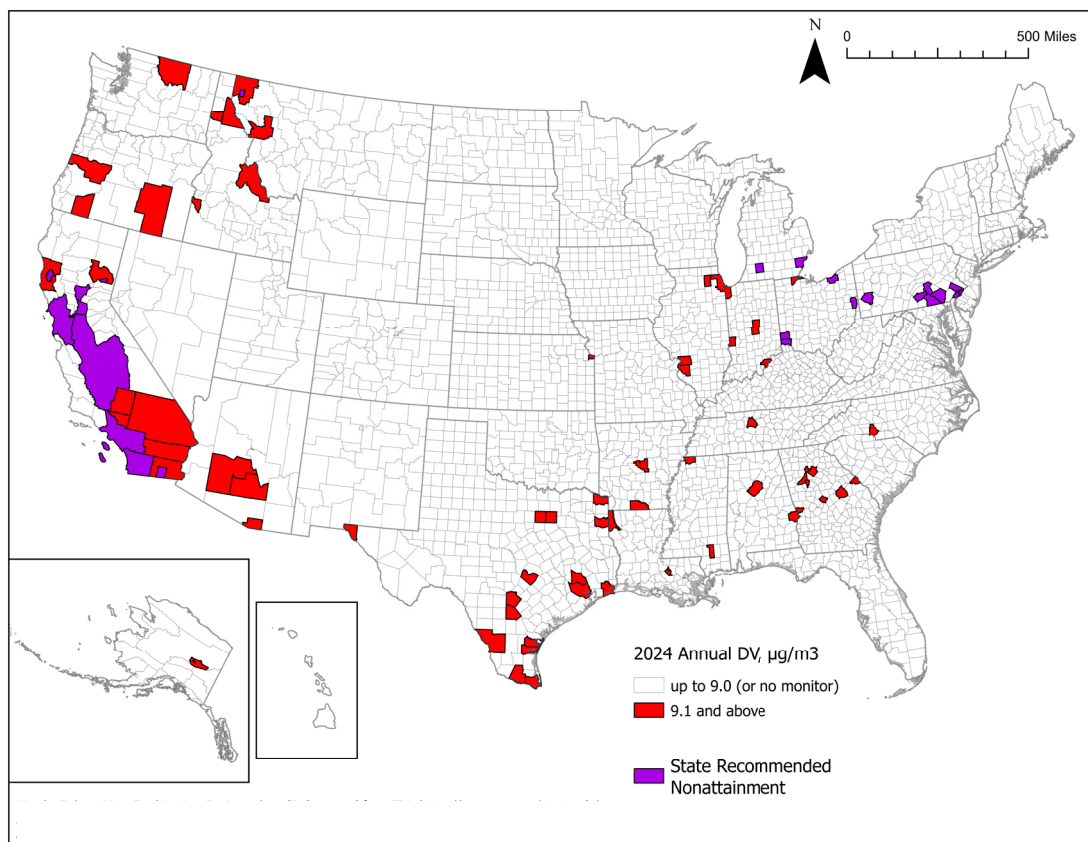 N
0 500 Miles
2024 Annual DV, µg/m3
up to 9.0 (or no monitor)
9.1 and above
State Recommended
Nonattainment